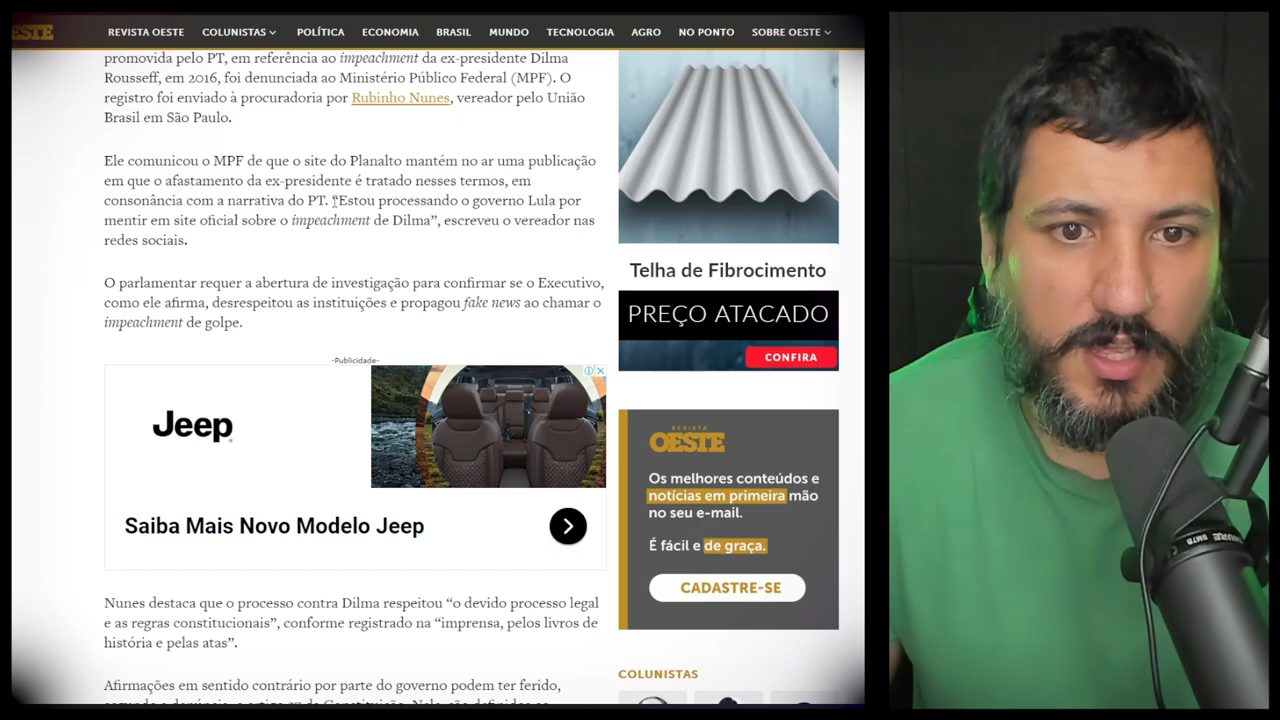 ESTE
REVISTA OESTE
COLUNISTAS
POLÍTICA
ECONOMIA
BRASIL
MUNDO
TECNOLOGIA
AGRO
NO PONTO
SOBRE OESTE
promovida pelo PT, em referência ao impeachment da ex-presidente Dilma
Rousseff, em 2016, foi denunciada ao Ministério Público Federal (MPF). O
registro foi enviado à procuradoria por Rubinho Nunes, vereador pelo União
Brasil em São Paulo.
Ele comunicou o MPF de que o site do Planalto mantém no ar uma publicação
em que o afastamento da ex-presidente é tratado nesses termos, em
consonância com a narrativa do PT. “Estou processando o governo Lula por
mentir em site oficial sobre o impeachment de Dilma”, escreveu o vereador nas
redes sociais.
O parlamentar requer a abertura de investigação para confirmar se o Executivo,
como ele afirma, desrespeitou as instituições e propagou fake news ao chamar o
impeachment de golpe.
-Publicidade-
Jeep
Saiba Mais Novo Modelo Jeep
Nunes destaca que o processo contra Dilma respeitou “o devido processo legal
e as regras constitucionais”, conforme registrado na “imprensa, pelos livros de
história e pelas atas”.
Afirmações em sentido contrário por parte do governo podem ter ferido,
Telha de Fibrocimento
PREÇO ATACADO
CONFIRA
REVISTA
OESTE
Os melhores conteúdos e
notícias em primeira mão
no seu e-mail.
É fácil e de graça.
CADASTRE-SE
COLUNISTAS
SHURE SM7B